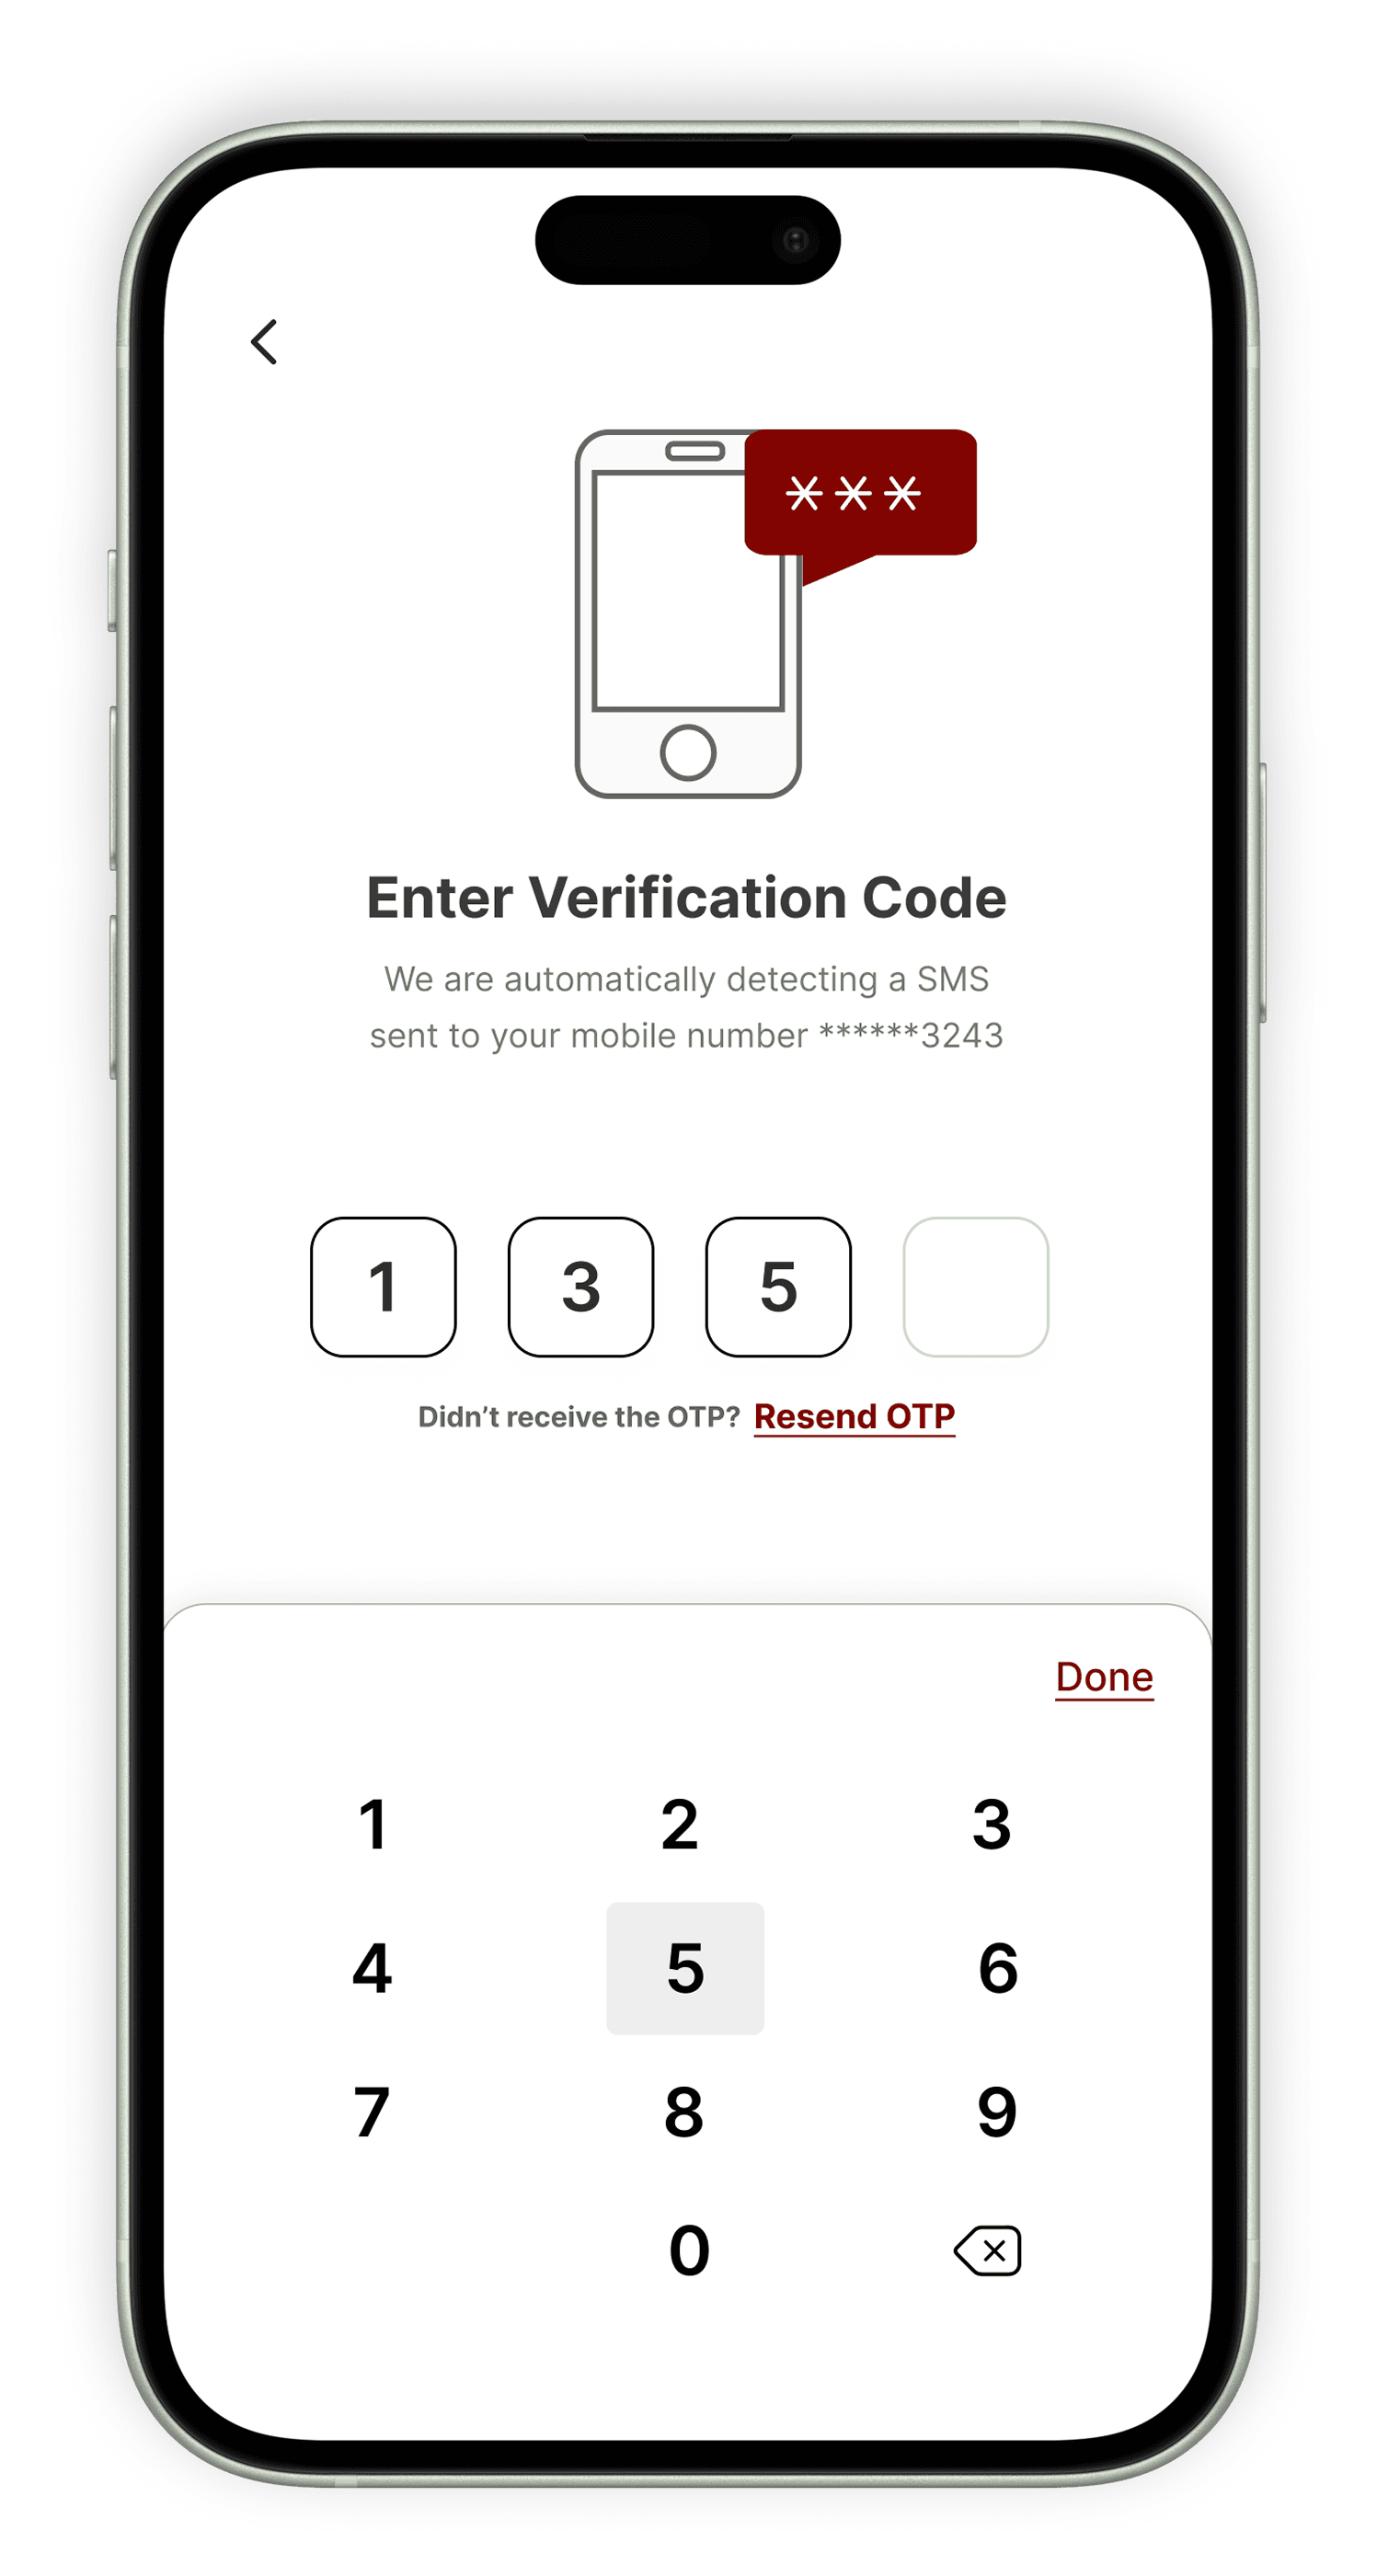 ***
Enter Verification Code
We are automatically detecting a SMS
sent to your mobile number ******3243
1 3 5
Didn’t receive the OTP? Resend OTP
Done
1 2 3
4 5 6
7 8 9
0